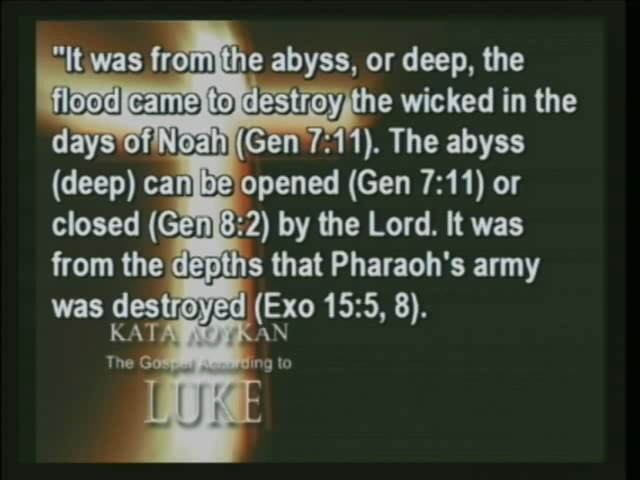 "It was from the abyss, or deep, the
flood came to destroy the wicked in the
days of Noah (Gen 7:11). The abyss
(deep) can be opened (Gen 7:11) or
closed (Gen 8:2) by the Lord. It was
from the depths that Pharaoh's army
was destroyed (Exo 15:5, 8).
ΚΑΤΑ ΛΟΥΚΑΝ
The Gospel According to
LUKE